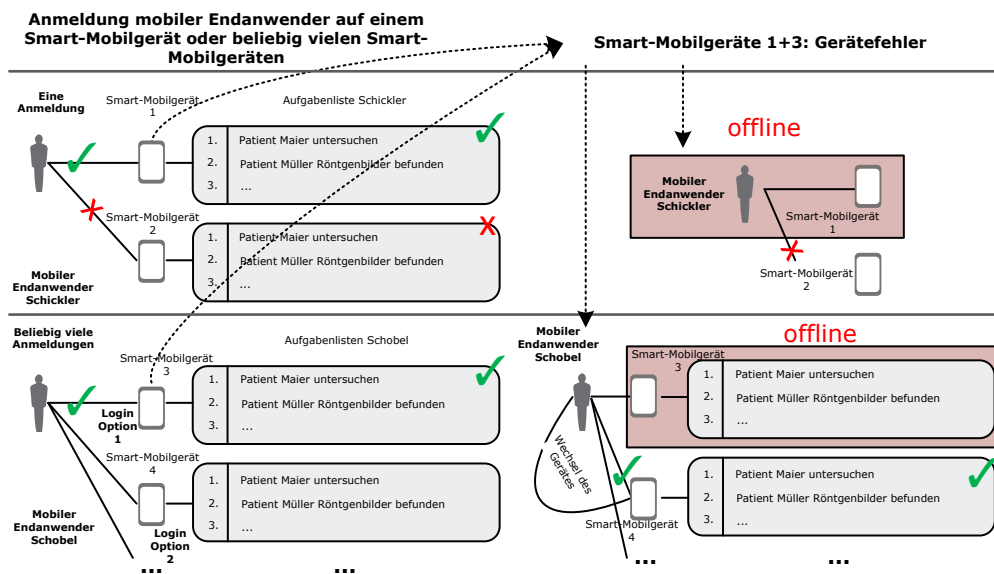 Anmeldung mobiler Endanwender auf einem
Smart-Mobilgerät oder beliebig vielen Smart-
Mobilgeräten
Smart-Mobilgeräte 1+3: Gerätefehler
Eine
Anmeldung
Smart-Mobilgerät
1
Aufgabenliste Schickler
1. Patient Maier untersuchen
2. Patient Müller Röntgenbilder befunden
3. ...
Smart-Mobilgerät
2
1. Patient Maier untersuchen
2. Patient Müller Röntgenbilder befunden
3. ...
Mobiler
Endanwender
Schickler
offline
Mobiler
Endanwender
Schickler
Smart-Mobilgerät
1
Smart-Mobilgerät
2
Beliebig viele
Anmeldungen
Smart-Mobilgerät
3
Aufgabenlisten Schobel
1. Patient Maier untersuchen
2. Patient Müller Röntgenbilder befunden
3. ...
Login
Option
1
Smart-Mobilgerät
4
1. Patient Maier untersuchen
2. Patient Müller Röntgenbilder befunden
3. ...
Login
Option
2
Mobiler
Endanwender
Schobel
...
...
Mobiler
Endanwender
Schobel
offline
Smart-Mobilgerät
3
1. Patient Maier untersuchen
2. Patient Müller Röntgenbilder befunden
3. ...
Wechsel des
Gerätes
1. Patient Maier untersuchen
2. Patient Müller Röntgenbilder befunden
3. ...
Smart-Mobilgerät
4
...
...